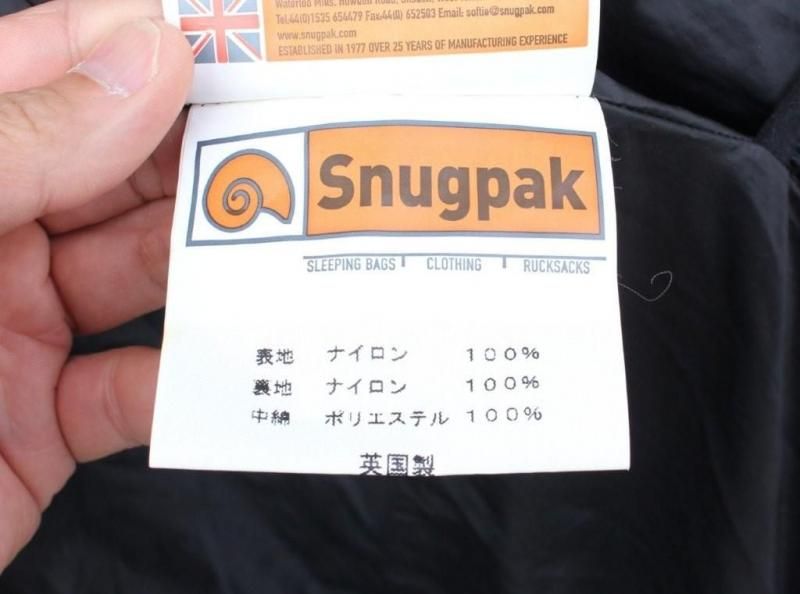 Tel.44(0)1535 654479 Fax.44(0) 652503 Email: softie@snugpak.com
www.snugpak.com
ESTABLISHED IN 1977 OVER 25 YEARS OF MANUFACTURING EXPERIENCE
Snugpak
SLEEPING BAGS CLOTHING RUCKSACKS
表地 ナイロン 100%
裏地 ナイロン 100%
中綿 ポリエステル 100%
英国製